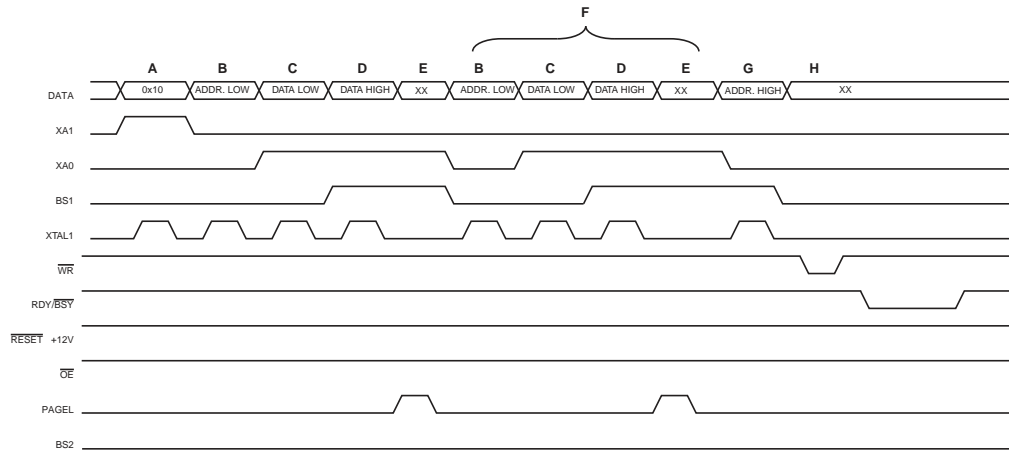 F
A B C D E B C D E G H
DATA 0x10 ADDR. LOW DATA LOW DATA HIGH XX ADDR. LOW DATA LOW DATA HIGH XX ADDR. HIGH XX
XA1
XA0
BS1
XTAL1
WR
RDY/BSY
RESET +12V
OE
PAGEL
BS2